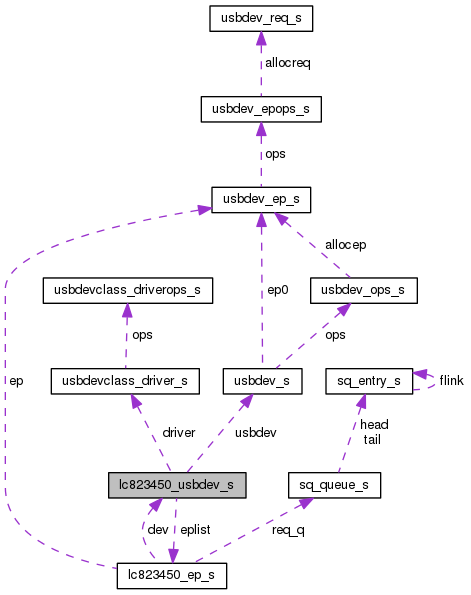 usbdev_req_s
allocreq
usbdev_epops_s
ops
usbdev_ep_s
allocep
usbdevclass_driverops_s
ep0
usbdev_ops_s
ops
ops
ep
usbdevclass_driver_s
usbdev_s
sq_entry_s
flink
driver
usbdev
head
tail
lc823450_usbdev_s
sq_queue_s
dev
eplist
req_q
lc823450_ep_s